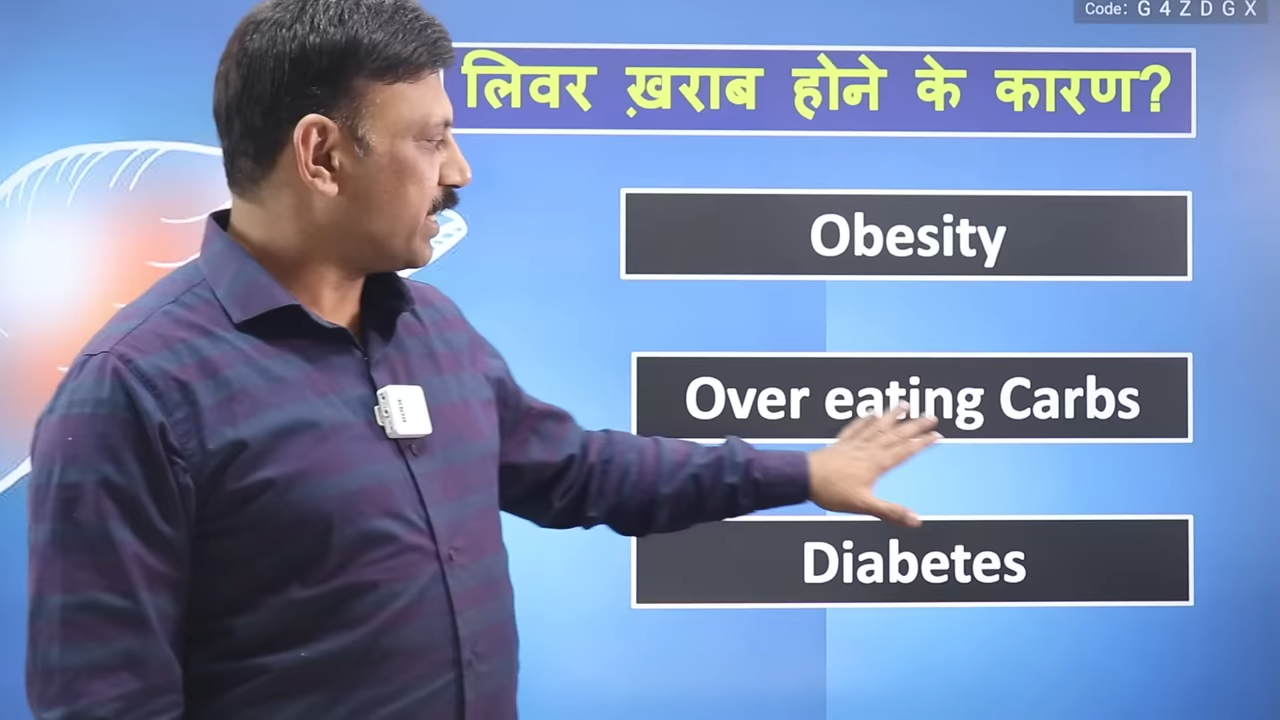 Code: G 4 Z D G X
लिवर ख़राब होने के कारण?
Obesity
Over eating Carbs
Diabetes